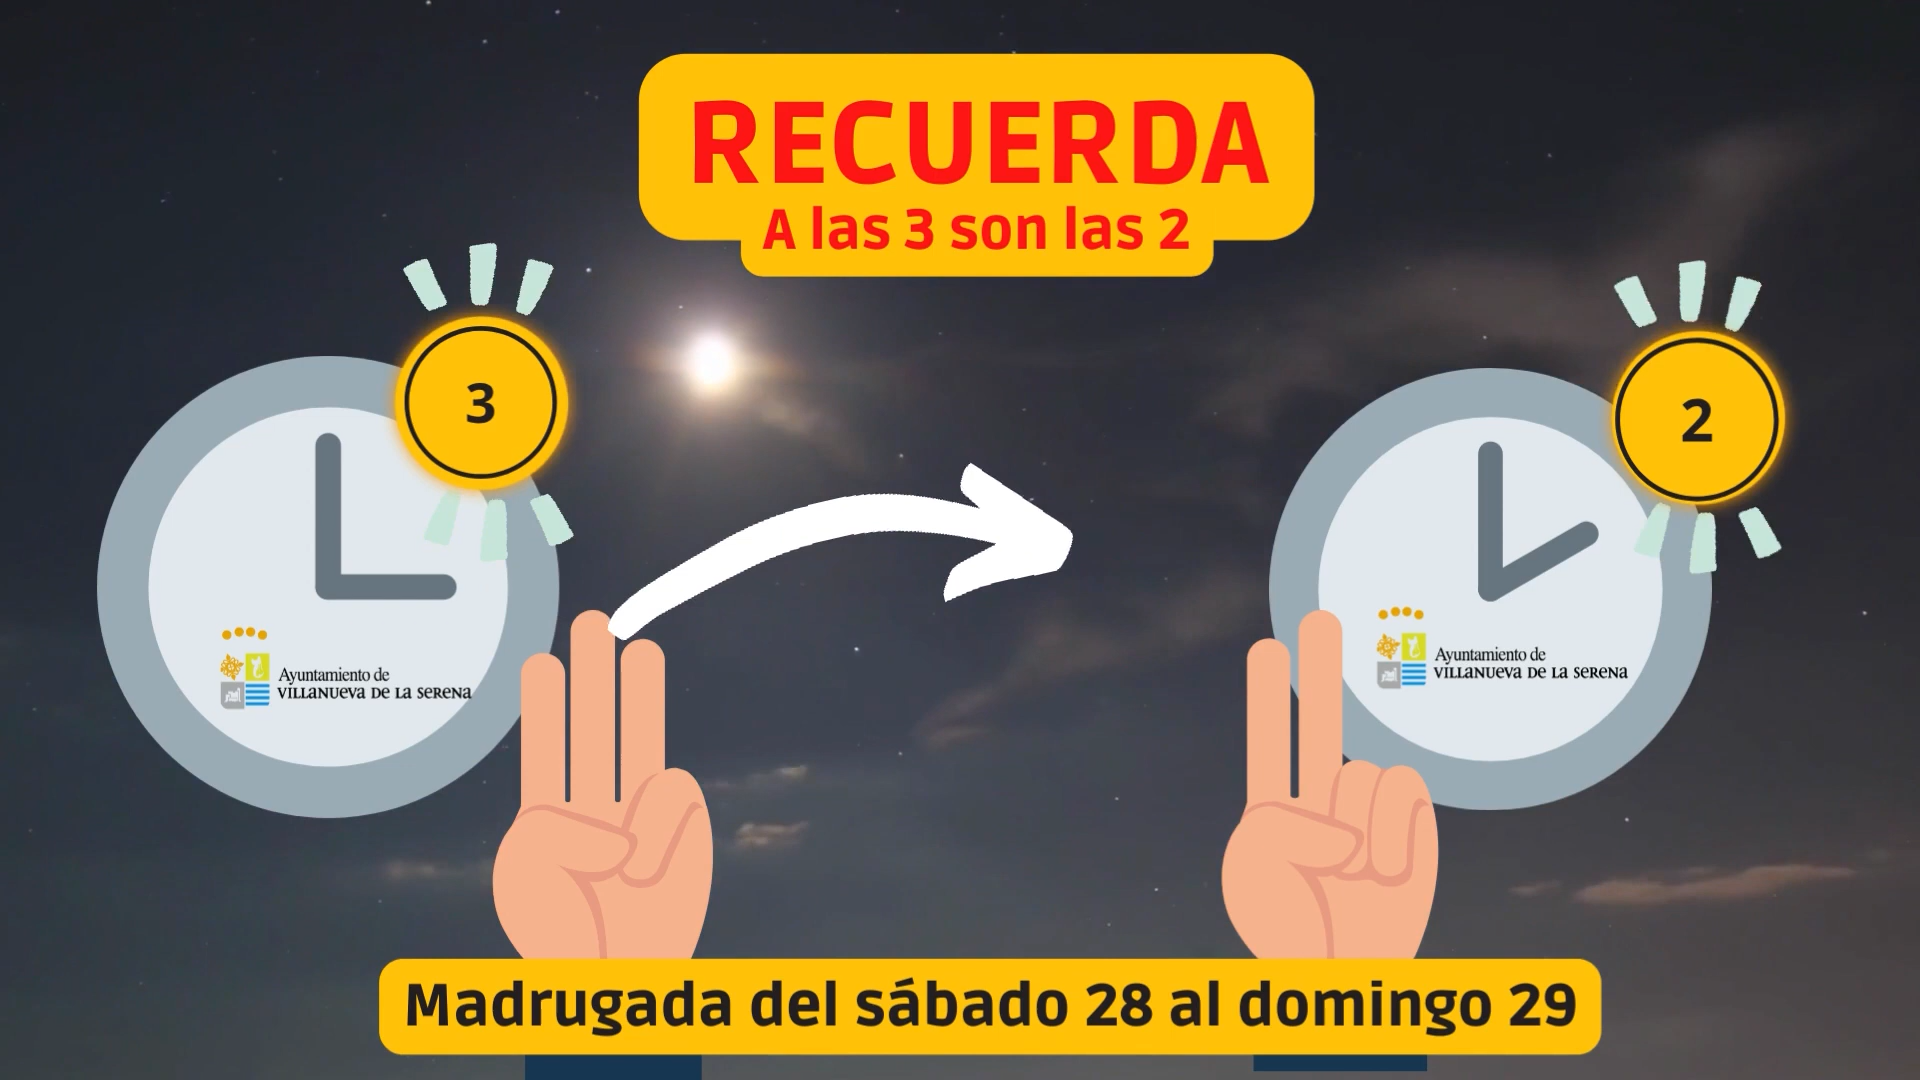 RECUERDA
A las 3 son las 2
3
2
Ayuntamiento de
VILLANUEVA DE LA SERENA
Ayuntamiento de
VILLANUEVA DE LA SERENA
Madrugada del sábado 28 al domingo 29